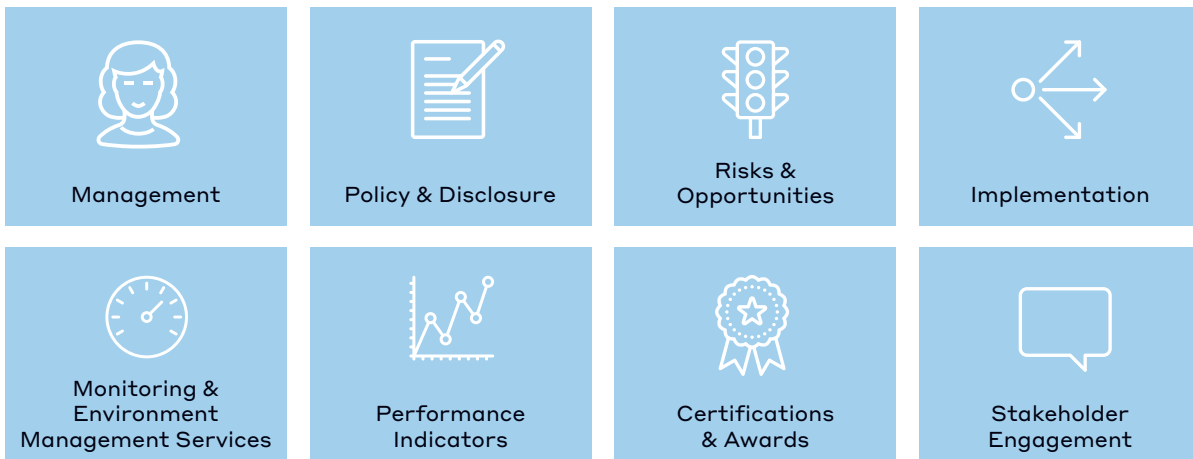 Management
Policy & Disclosure
Risks &
Opportunities
Implementation
Monitoring &
Environment
Management Services
Performance
Indicators
Certifications
& Awards
Stakeholder
Engagement